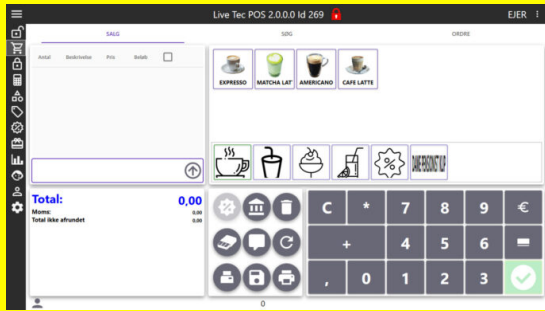 Live Tec POS 2.0.0.0 Id 269
EJER
SALG
SØG
ORDRE
Antal Beskrivelse Pris Beløb
EXPRESSO MATCHA LAT AMERICANO CAFE LATTE
Total: 0,00
Moms: 0,00
Total ikke afrundet 0,00
C * 7 8 9 €
+ 4 5 6
, 0 1 2 3
0